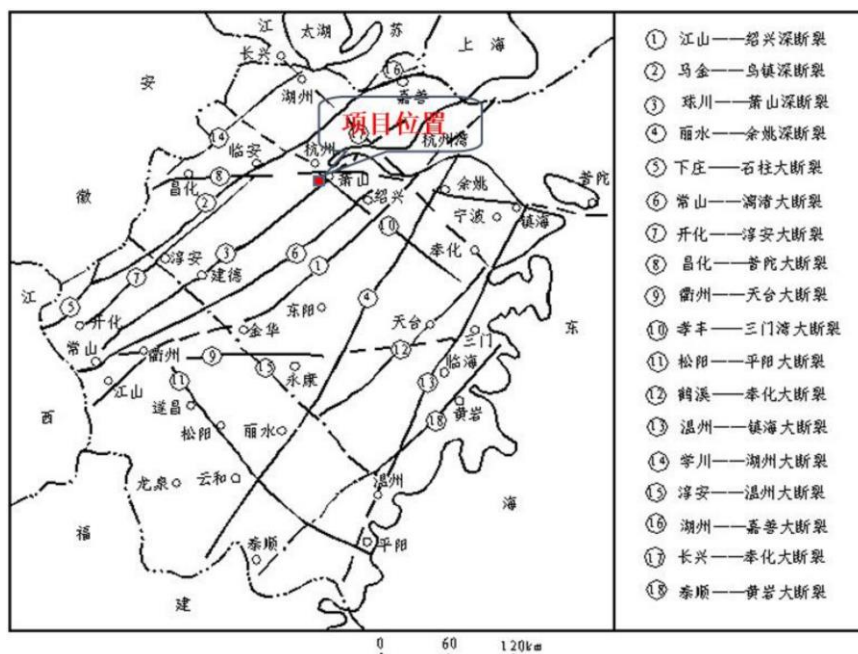 江
苏
太湖
上海
长兴
湖州
⑯
嘉善
安
项目位置
⑰
杭州湾
⑭
临安
杭州
昌化
⑧
萧山
绍兴
余姚
普陀
徽
②
宁波
镇海
⑩
奉化
淳安
③
⑥
建德
①
⑦
东阳
④
江
⑤
开化
金华
天台
三门
东
常山
衢州
⑨
⑫
江山
⑪
⑮
永康
⑬
临海
西
遂昌
⑱
黄岩
松阳
丽水
龙泉
云和
温州
海
福
泰顺
平阳
建
0 60 120km
① 江山——绍兴深断裂
② 马金——乌镇深断裂
③ 球川——萧山深断裂
④ 丽水——余姚深断裂
⑤ 下庄——石柱大断裂
⑥ 常山——漓渚大断裂
⑦ 开化——淳安大断裂
⑧ 昌化——普陀大断裂
⑨ 衢州——天台大断裂
⑩ 孝丰——三门湾大断裂
⑪ 松阳——平阳大断裂
⑫ 鹤溪——奉化大断裂
⑬ 温州——镇海大断裂
⑭ 学川——湖州大断裂
⑮ 淳安——温州大断裂
⑯ 湖州——嘉善大断裂
⑰ 长兴——奉化大断裂
⑱ 泰顺——黄岩大断裂